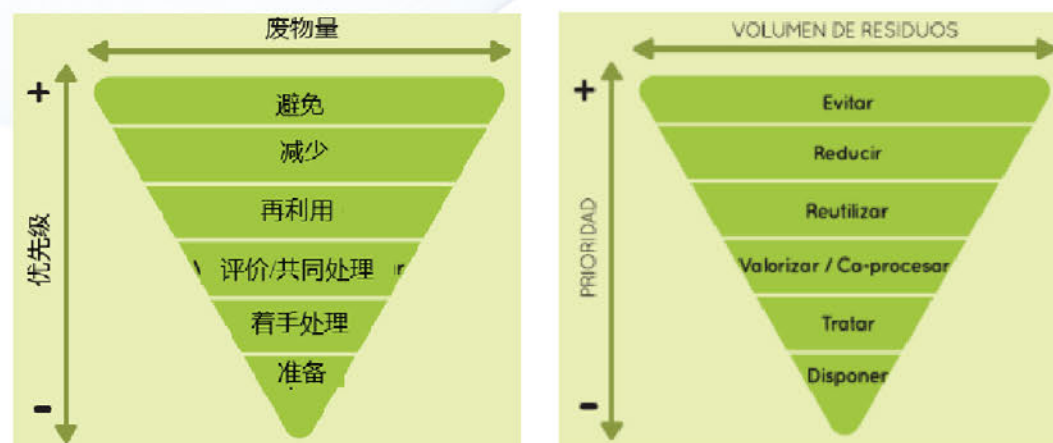 废物量
+
优先级
避免
减少
再利用
评价/共同处理
着手处理
准备
-
VOLUMEN DE RESIDUOS
+
PRIORIDAD
Evitar
Reducir
Reutilizar
Valorizar / Co-procesar
Tratar
Disponer
-